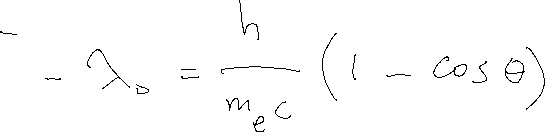 - λ₀ = h / mₑc (1 - cos θ)